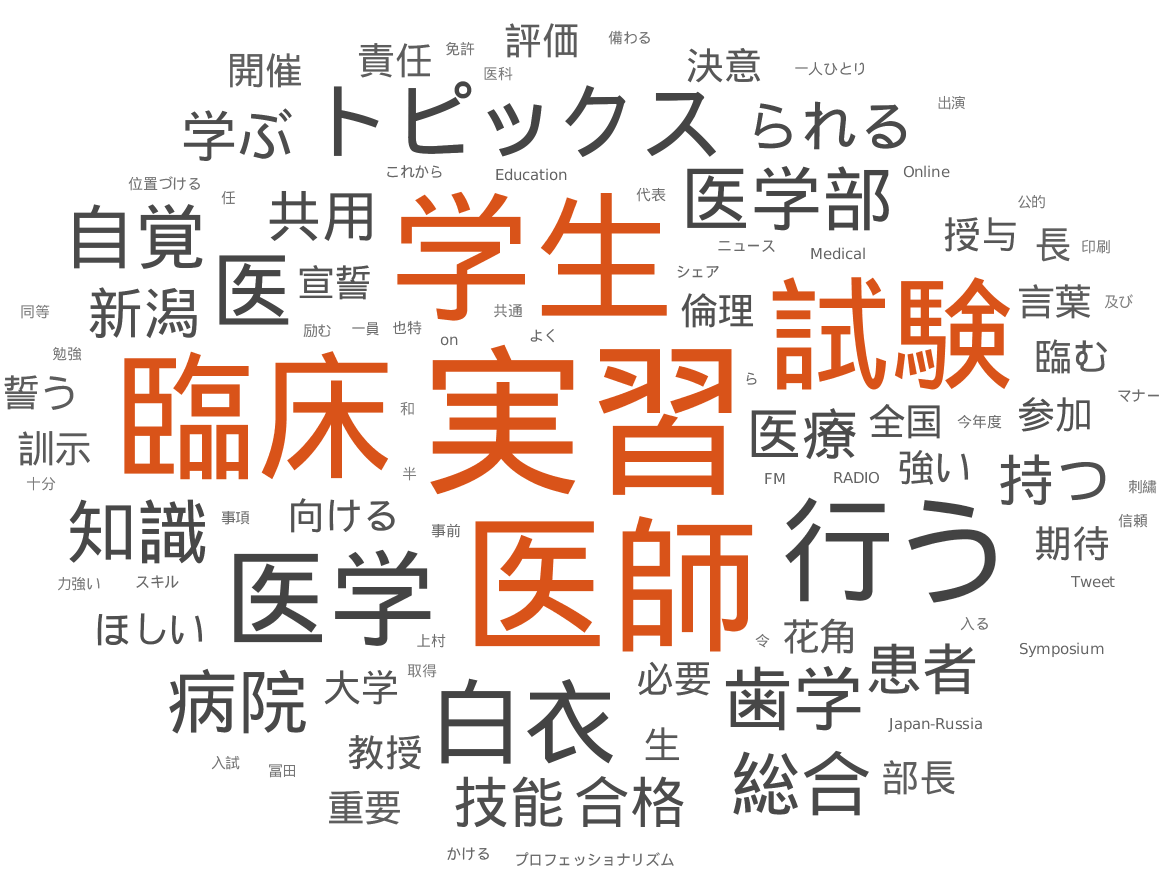 評価 備わる
開催 責任 免許 医科 決意 一人ひとり
学ぶ トピックス られる 出演
位置づける 任 これから Education 代表 医学部 Online
自覚 共用 学生 ニュース Medical 授与 公的 長 印刷
医 宣誓 シェア 倫理 試験 言葉 及び
同等 新潟 励む 一員 也特 共通 on よく
勉強 臨床 実習 ら 臨む
誓う 和 医療 全国 今年度 参加 マナー
訓示 十分 半 FM RADIO 強い 持つ 刺繍
知識 事項 向ける 事前 行う 期待 信頼
力強い スキル 医学 医師 Tweet
ほしい 上村 令 花角 入る Symposium
病院 大学 取得 白衣 必要 歯学 患者 Japan-Russia
入試 冨田 教授 生 総合 部長
重要 技能 合格
かける プロフェッショナリズム